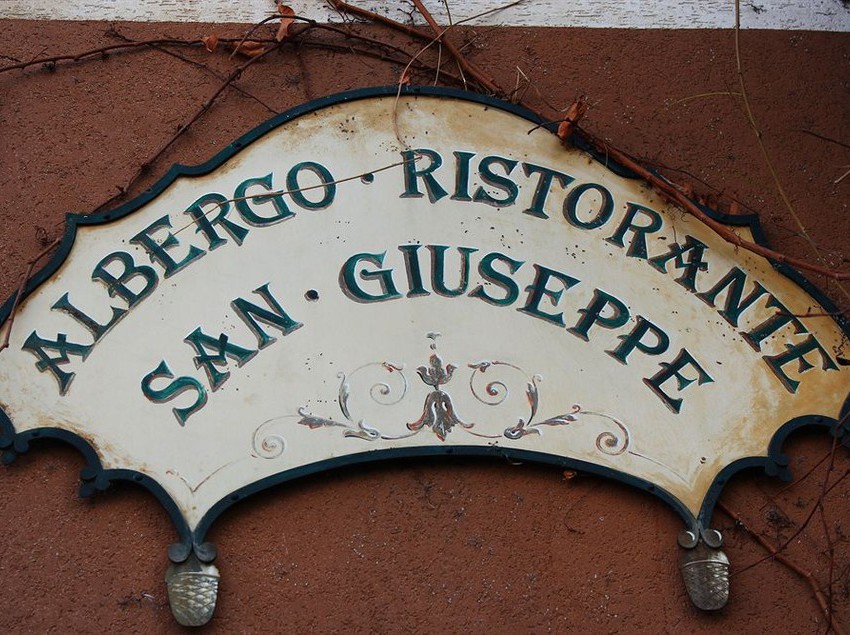 ALBERGO · RISTORANTE
SAN · GIUSEPPE